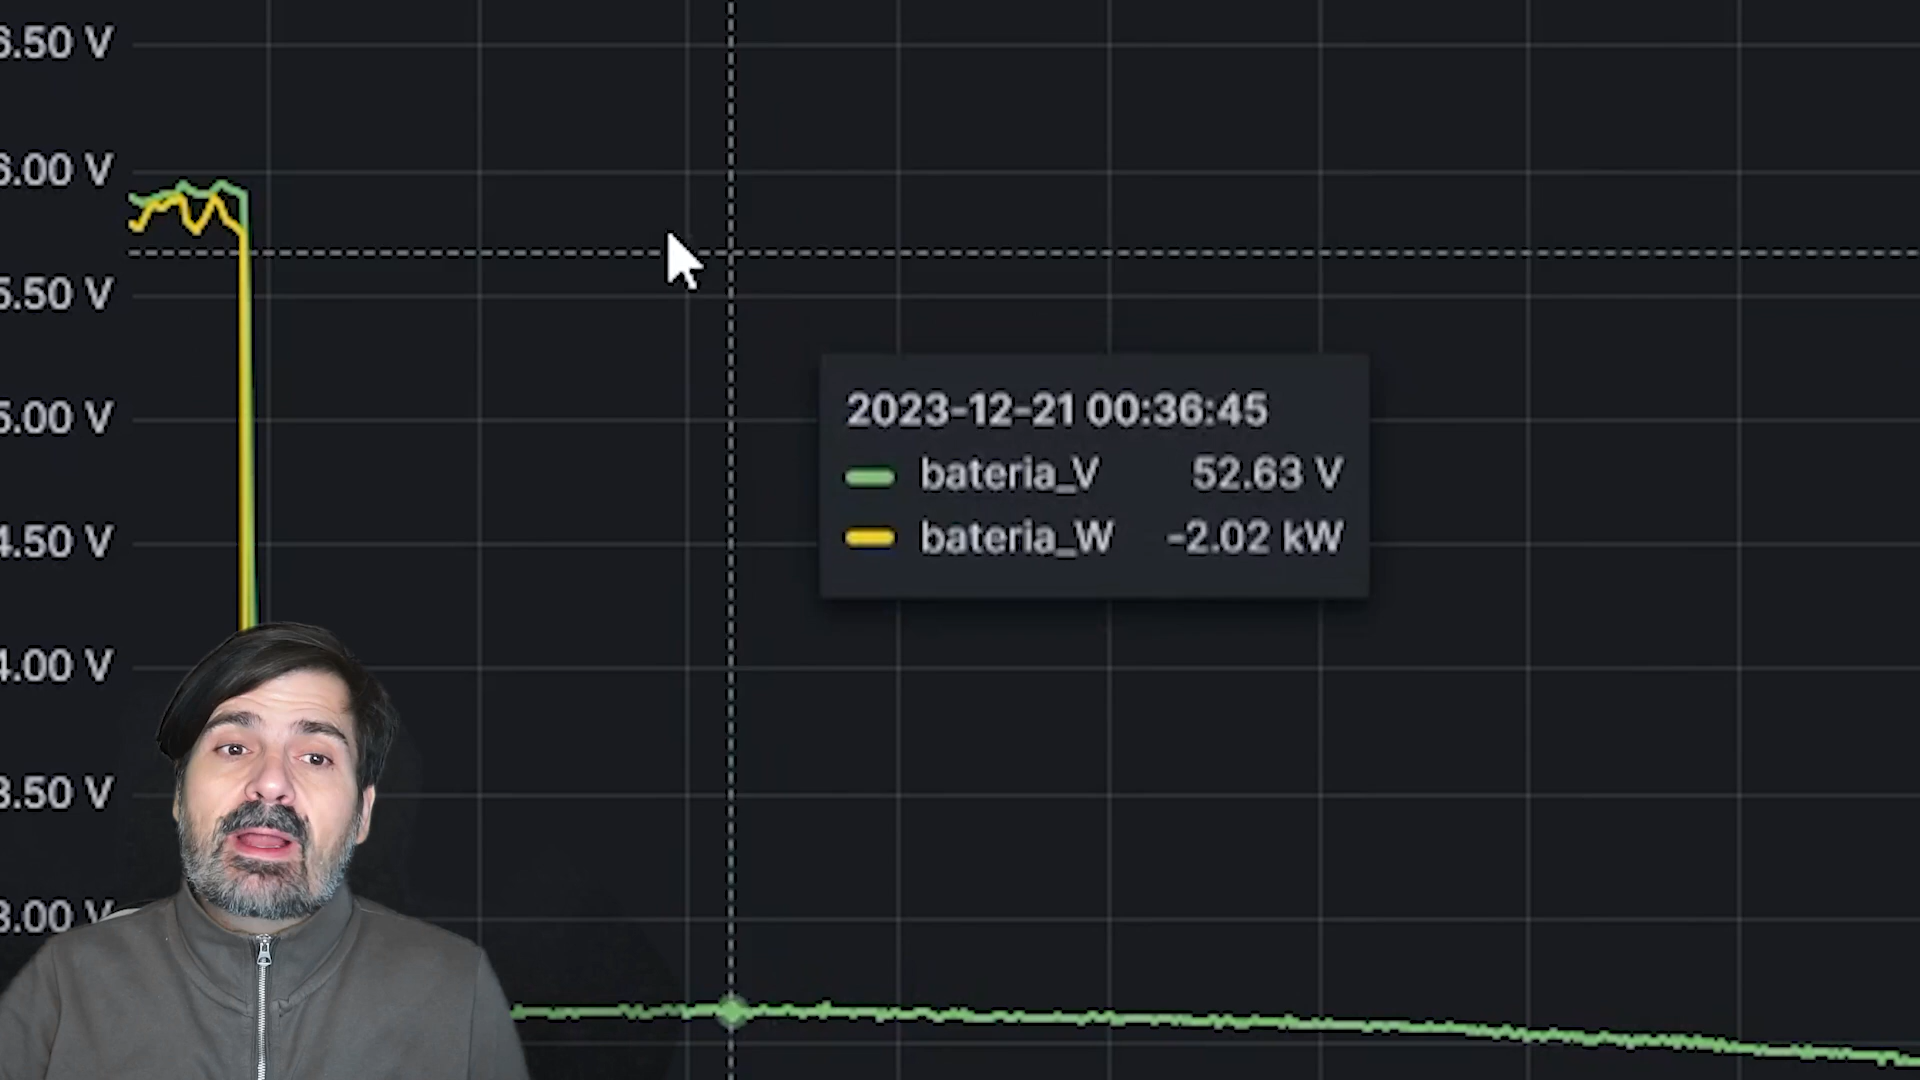 6.50 V
6.00 V
5.50 V
5.00 V
4.50 V
4.00 V
3.50 V
3.00 V
2023-12-21 00:36:45
bateria_V 52.63 V
bateria_W -2.02 kW